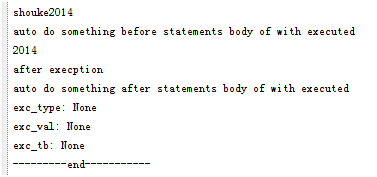 shouke2014
auto do something before statements body of with executed
2014
after execption
auto do something after statements body of with executed
exc_type: None
exc_val: None
exc_tb: None
---------end-----------